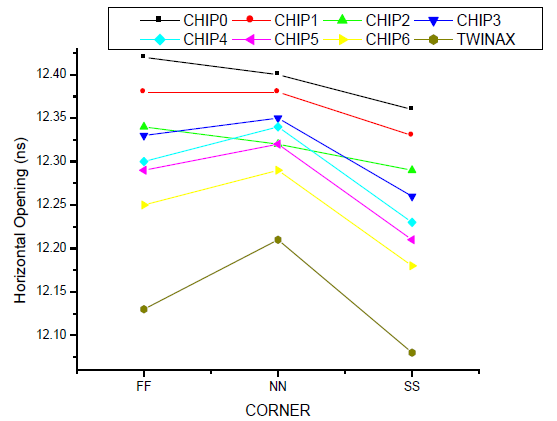 CHIP0 CHIP1 CHIP2 CHIP3
CHIP4 CHIP5 CHIP6 TWINAX
Horizontal Opening (ns)
12.40
12.35
12.30
12.25
12.20
12.15
12.10
FF NN SS
CORNER